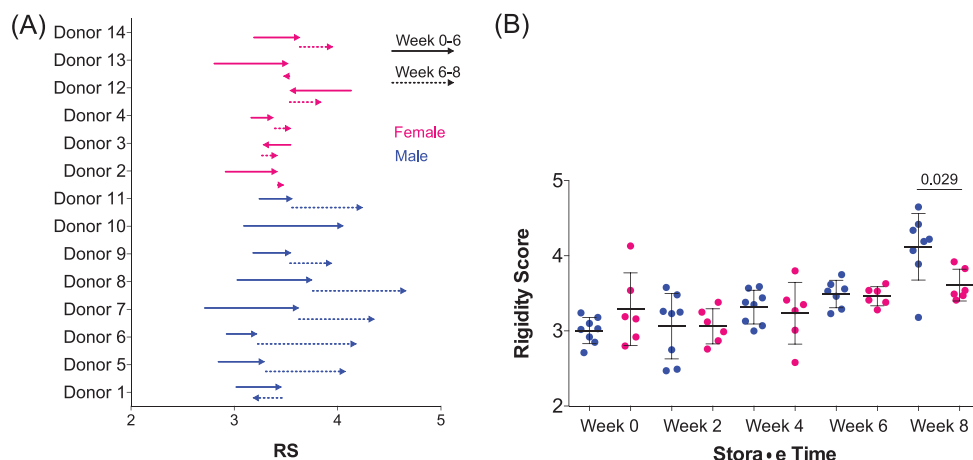 (A)
Donor 14
Donor 13
Donor 12
Donor 4
Donor 3
Donor 2
Donor 11
Donor 10
Donor 9
Donor 8
Donor 7
Donor 6
Donor 5
Donor 1
2 3 4 5
RS
Week 0-6
Week 6-8
Female
Male
(B)
0.029
5
4
3
2
Rigidity Score
Week 0 Week 2 Week 4 Week 6 Week 8
Stora•e Time